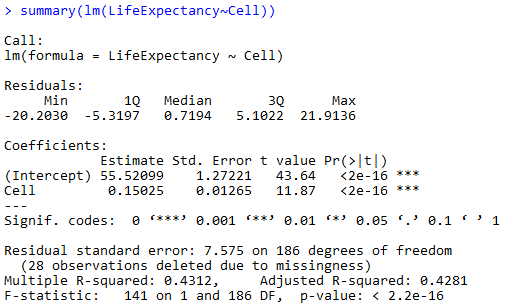 > summary(lm(LifeExpectancy~Cell))
Call:
lm(formula = LifeExpectancy ~ Cell)
Residuals:
     Min       1Q   Median       3Q      Max
-20.2030  -5.3197   0.7194   5.1022  21.9136
Coefficients:
            Estimate Std. Error t value Pr(>|t|)
(Intercept) 55.52099    1.27221   43.64   <2e-16 ***
Cell         0.15025    0.01265   11.87   <2e-16 ***
---
Signif. codes:  0 ‘***’ 0.001 ‘**’ 0.01 ‘*’ 0.05 ‘.’ 0.1 ‘ ’ 1
Residual standard error: 7.575 on 186 degrees of freedom
  (28 observations deleted due to missingness)
Multiple R-squared: 0.4312,     Adjusted R-squared: 0.4281
F-statistic:   141 on 1 and 186 DF,  p-value: < 2.2e-16